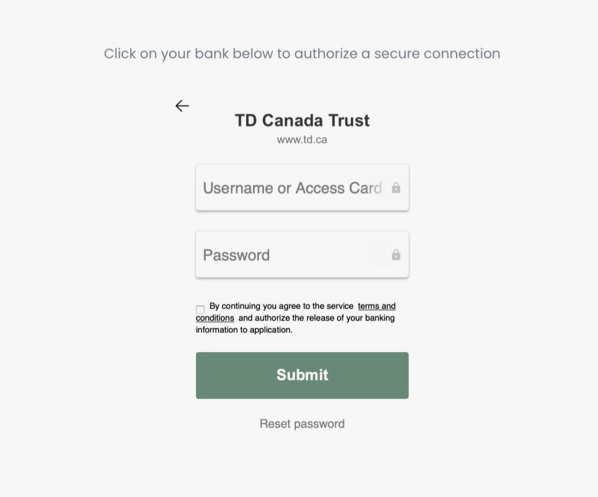 Click on your bank below to authorize a secure connection
TD Canada Trust
www.td.ca
Username or Access Card
Password
By continuing you agree to the service terms and
conditions and authorize the release of your banking
information to application.
Submit
Reset password